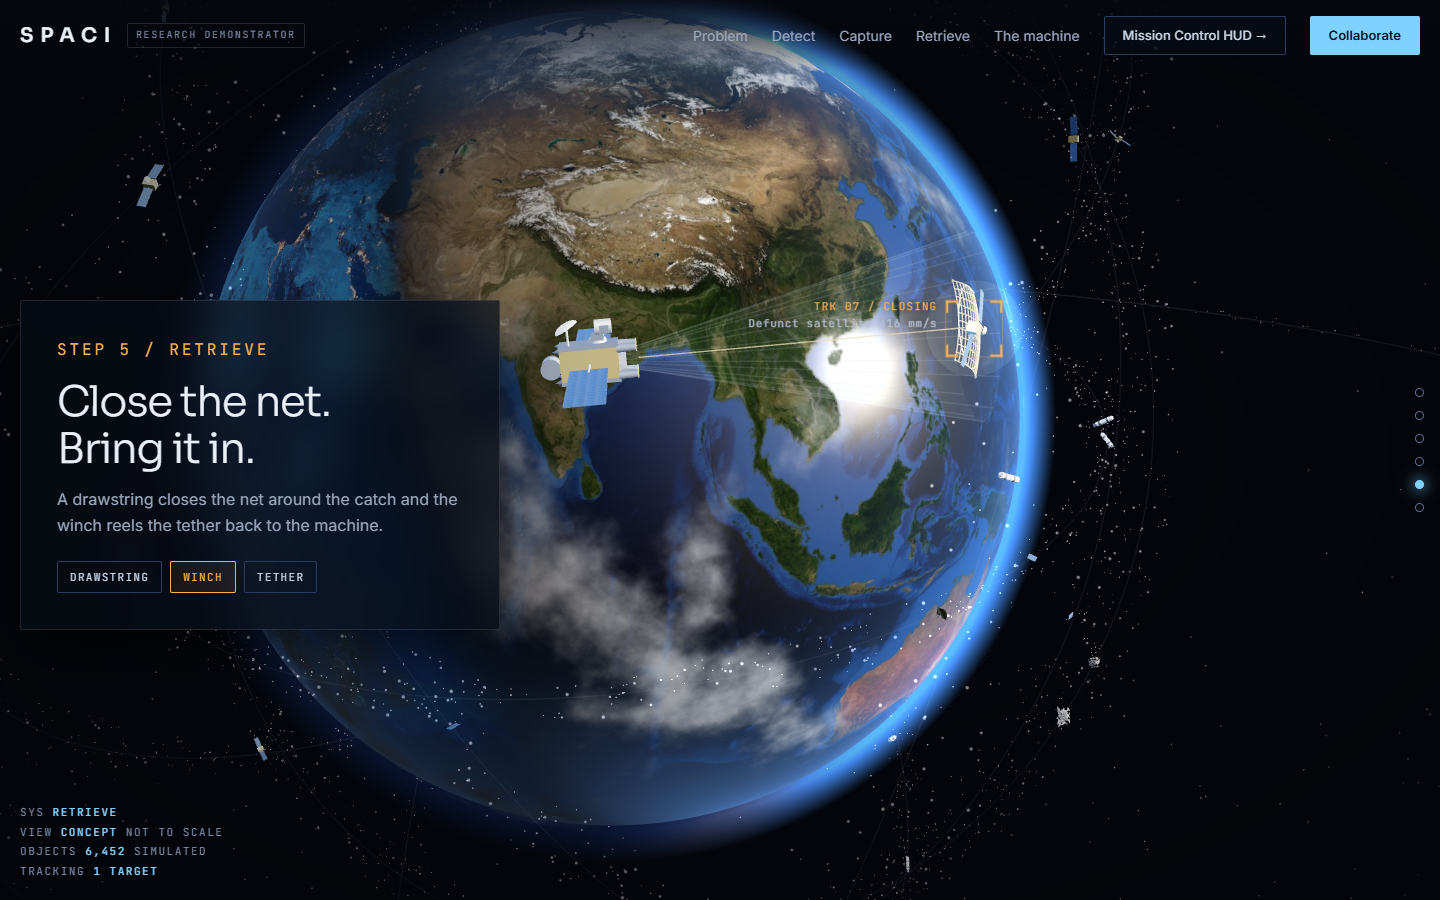 SPACI
RESEARCH DEMONSTRATOR
Problem
Detect
Capture
Retrieve
The machine
Mission Control HUD →
Collaborate
TRK 07 / CLOSING
Defunct 16 mm/s
STEP 5 / RETRIEVE
Close the net.
Bring it in.
A drawstring closes the net around the catch and the
winch reels the tether back to the machine.
DRAWSTRING
WINCH
TETHER
SYS RETRIEVE
VIEW CONCEPT NOT TO SCALE
OBJECTS 6,452 SIMULATED
TRACKING 1 TARGET